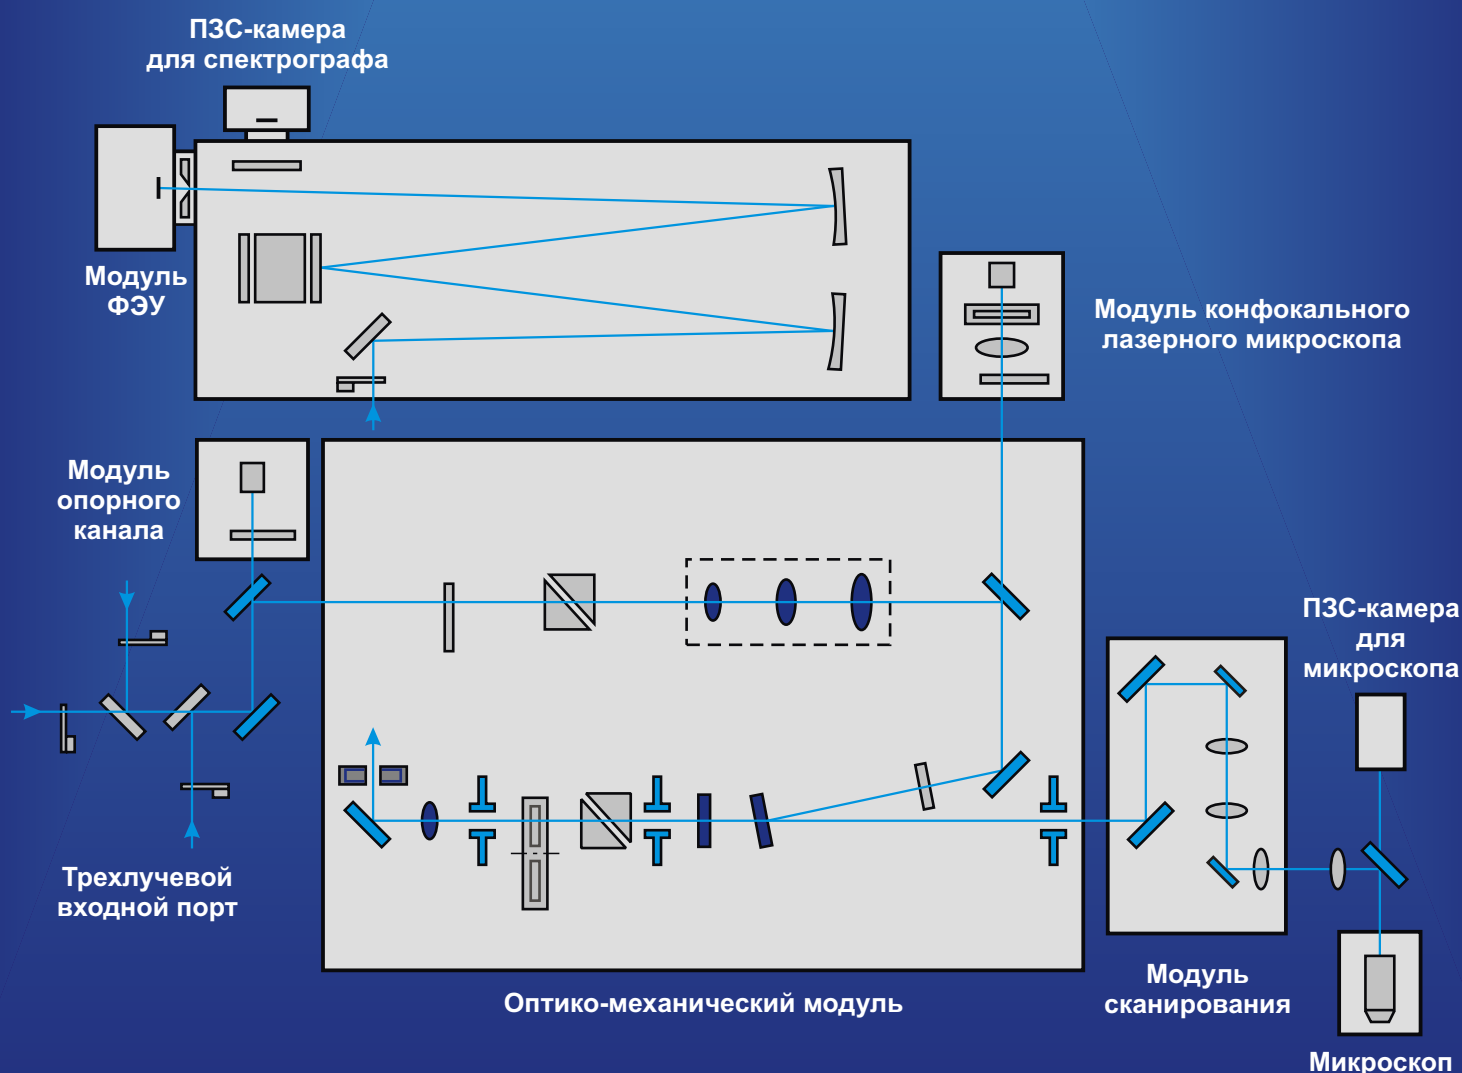 ПЗС-камера
для спектрографа
Модуль
ФЭУ
Модуль конфокального
лазерного микроскопа
Модуль
опорного
канала
ПЗС-камера
для
микроскопа
Трехлучевой
входной порт
Оптико-механический модуль
Модуль
сканирования
Микроскоп